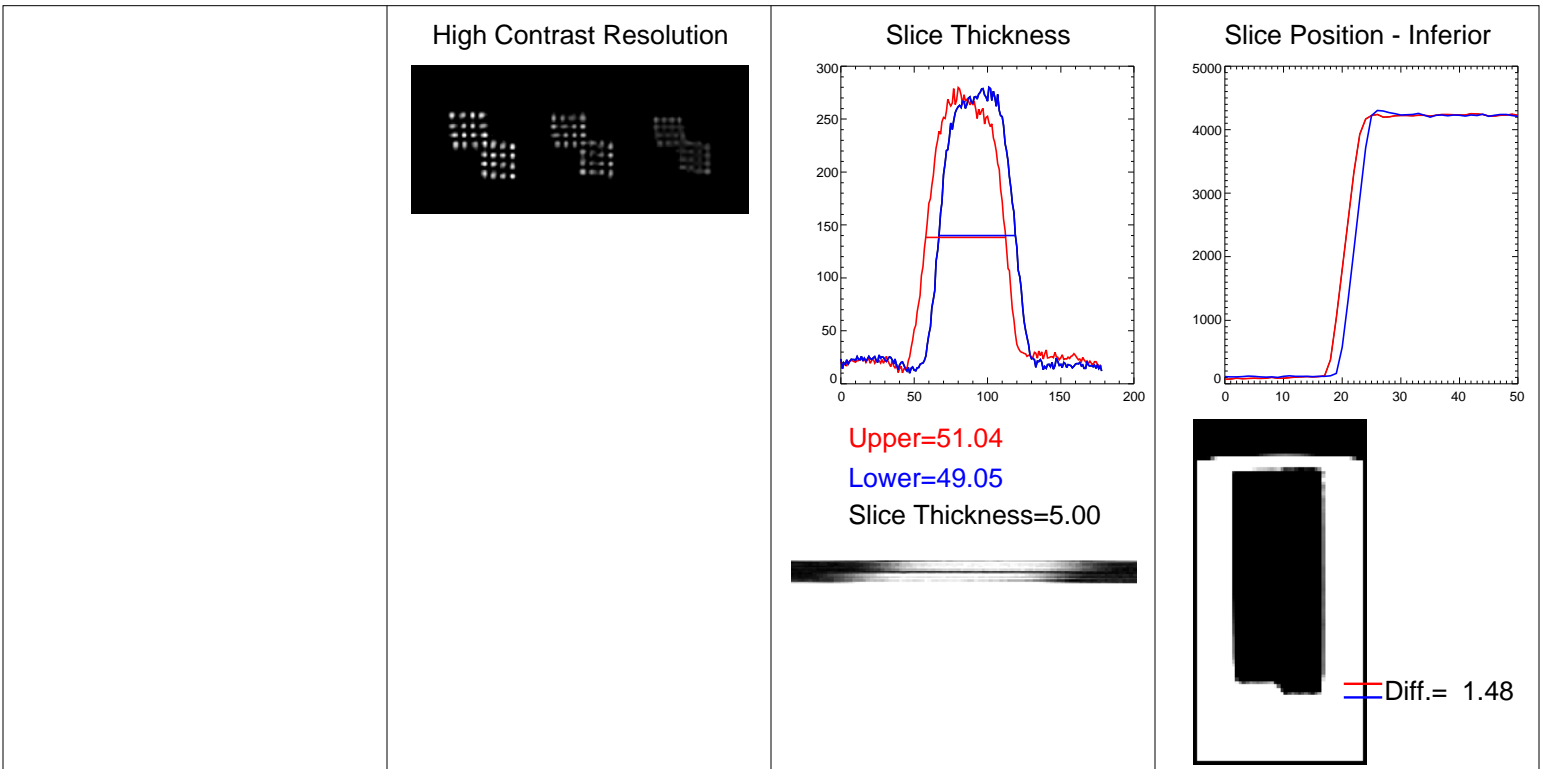 High Contrast Resolution
Slice Thickness
300
250
200
150
100
50
0
0 50 100 150 200
Upper=51.04
Lower=49.05
Slice Thickness=5.00
Slice Position - Inferior
5000
4000
3000
2000
1000
0
0 10 20 30 40 50
Diff.= 1.48